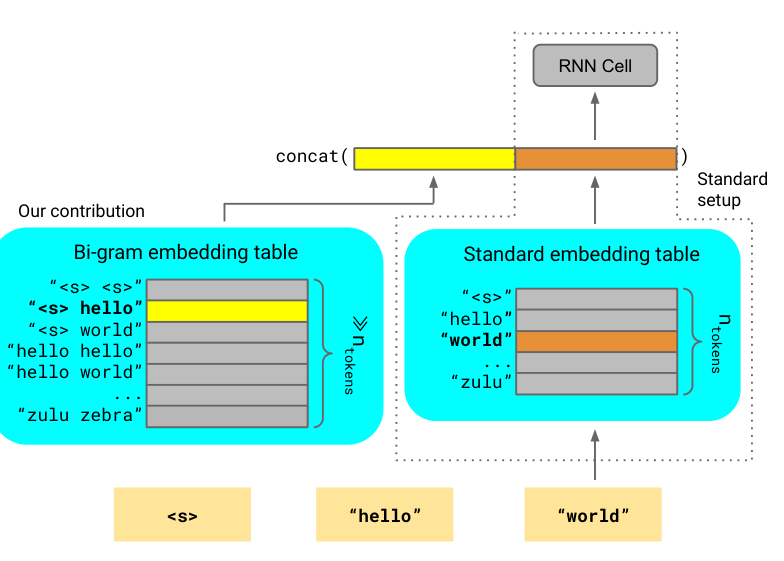 RNN Cell
concat(
)
Standard
setup
Our contribution
Bi-gram embedding table
“<s> <s>”
“<s> hello”
“<s> world”
“hello hello”
“hello world”
...
“zulu zebra”
≫n tokens
Standard embedding table
“<s>”
“hello”
“world”
...
“zulu”
n tokens
<s>
“hello”
“world”